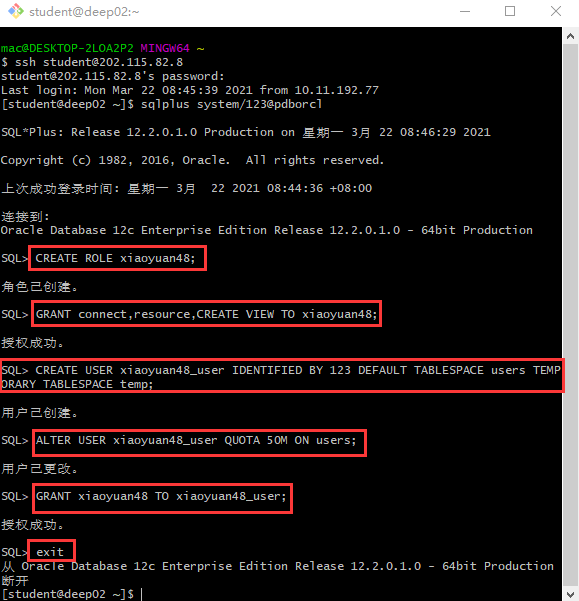 student@deep02:~
mac@DESKTOP-2LOA2P2 MINGW64 ~
$ ssh student@202.115.82.8
student@202.115.82.8's password:
Last login: Mon Mar 22 08:45:39 2021 from 10.11.192.77
[student@deep02 ~]$ sqlplus system/123@pdborcl
SQL*Plus: Release 12.2.0.1.0 Production on 星期一 3月 22 08:46:29 2021
Copyright (c) 1982, 2016, Oracle.  All rights reserved.
上次成功登录时间: 星期一 3月  22 2021 08:44:36 +08:00
连接到:
Oracle Database 12c Enterprise Edition Release 12.2.0.1.0 - 64bit Production
SQL> CREATE ROLE xiaoyuan48;
角色已创建。
SQL> GRANT connect,resource,CREATE VIEW TO xiaoyuan48;
授权成功。
SQL> CREATE USER xiaoyuan48_user IDENTIFIED BY 123 DEFAULT TABLESPACE users TEMP
ORARY TABLESPACE temp;
用户已创建。
SQL> ALTER USER xiaoyuan48_user QUOTA 50M ON users;
用户已更改。
SQL> GRANT xiaoyuan48 TO xiaoyuan48_user;
授权成功。
SQL> exit
从 Oracle Database 12c Enterprise Edition Release 12.2.0.1.0 - 64bit Production
断开
[student@deep02 ~]$